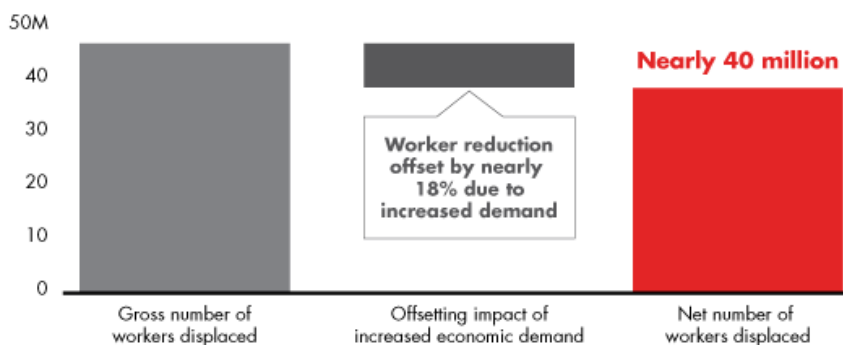 50M
40
30
20
10
0
Nearly 40 million
Worker reduction
offset by nearly
18% due to
increased demand
Gross number of
workers displaced
Offsetting impact of
increased economic demand
Net number of
workers displaced